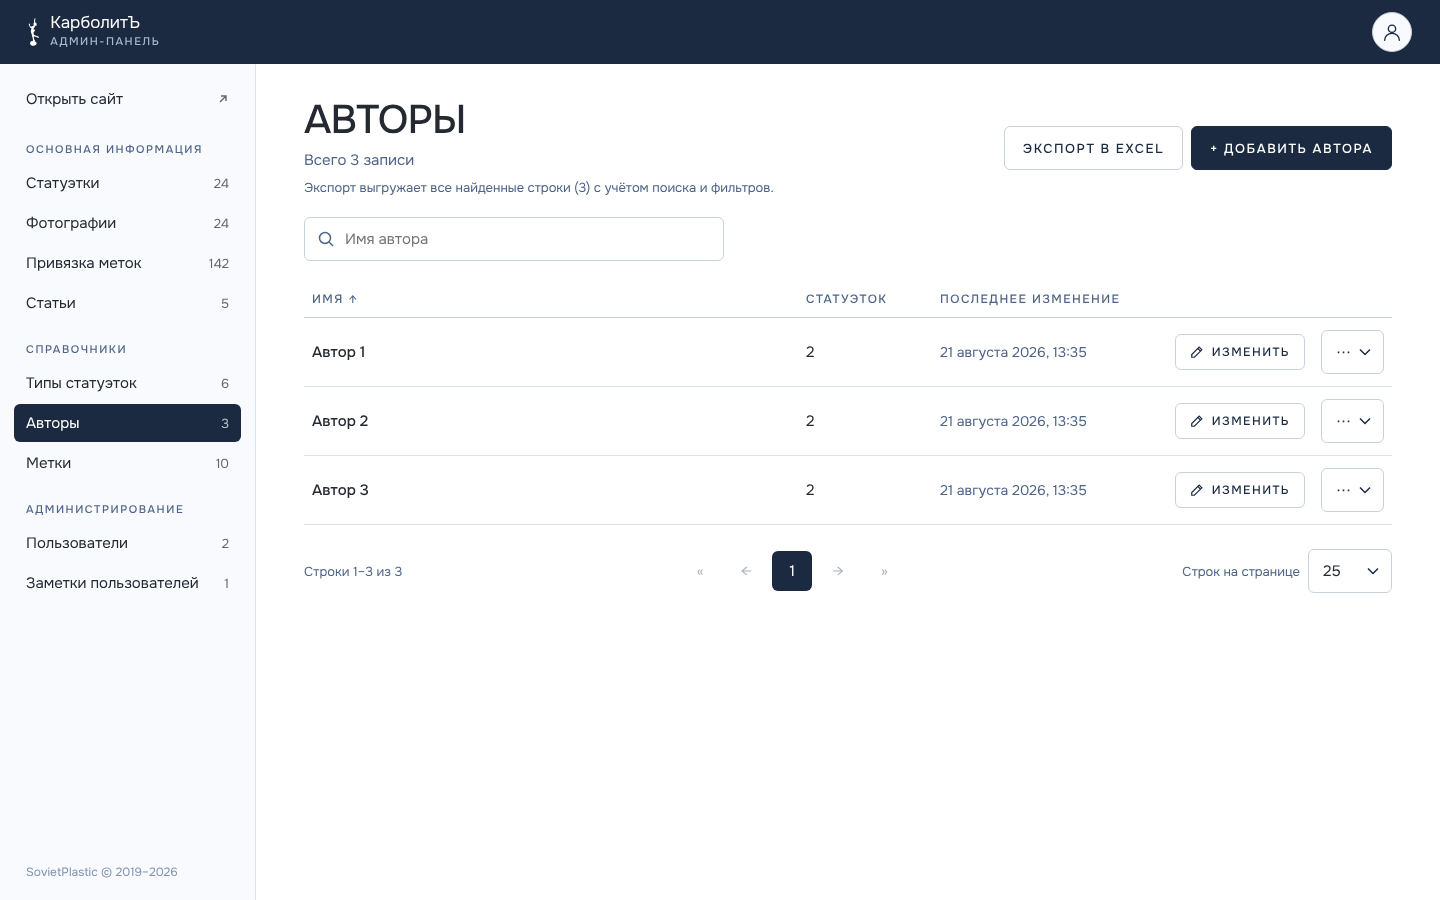 КарболитЪ
АДМИН-ПАНЕЛЬ
Открыть сайт
ОСНОВНАЯ ИНФОРМАЦИЯ
Статуэтки 24
Фотографии 24
Привязка меток 142
Статьи 5
СПРАВОЧНИКИ
Типы статуэток 6
Авторы 3
Метки 10
АДМИНИСТРИРОВАНИЕ
Пользователи 2
Заметки пользователей 1
SovietPlastic © 2019–2026
АВТОРЫ
Всего 3 записи
Экспорт выгружает все найденные строки (3) с учётом поиска и фильтров.
ЭКСПОРТ В EXCEL
+ ДОБАВИТЬ АВТОРА
Имя автора
ИМЯ ↑ СТАТУЭТОК ПОСЛЕДНЕЕ ИЗМЕНЕНИЕ
Автор 1 2 21 августа 2026, 13:35 ИЗМЕНИТЬ ···
Автор 2 2 21 августа 2026, 13:35 ИЗМЕНИТЬ ···
Автор 3 2 21 августа 2026, 13:35 ИЗМЕНИТЬ ···
Строки 1–3 из 3 « ← 1 → » Строк на странице 25